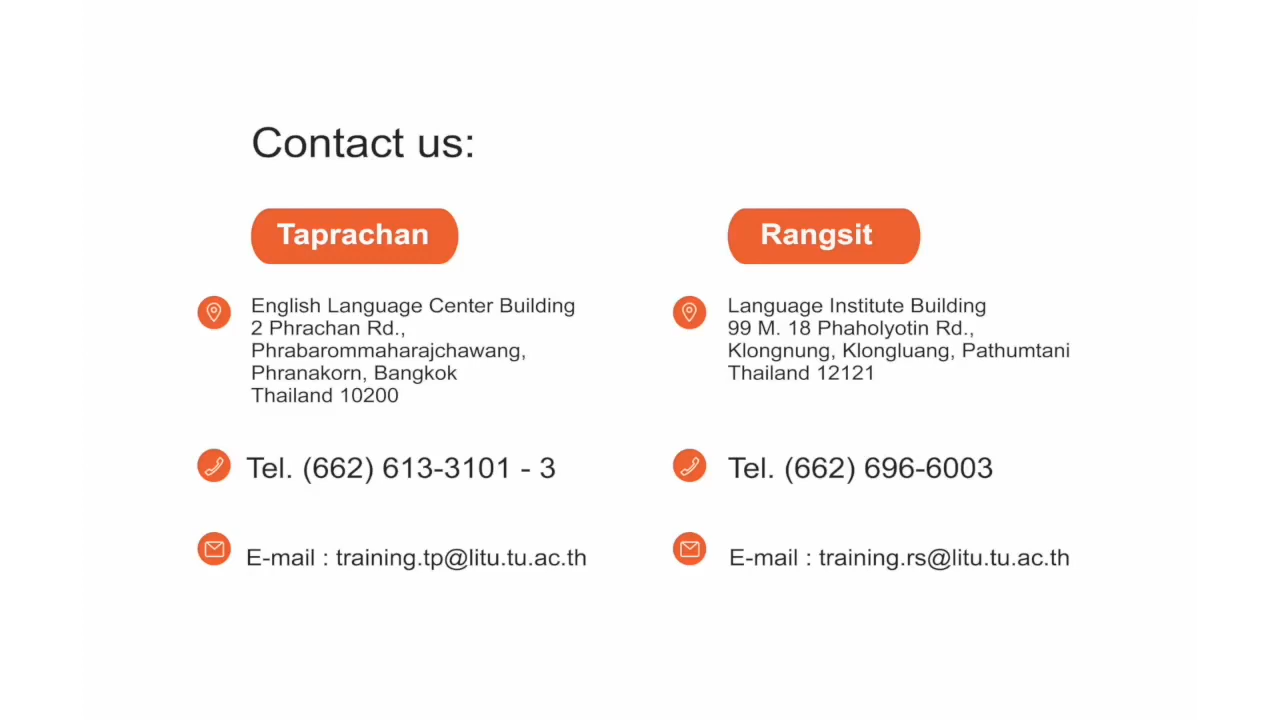 Contact us:
Taprachan
English Language Center Building
2 Phrachan Rd.,
Phrabarommaharajchawang,
Phranakorn, Bangkok
Thailand 10200
Tel. (662) 613-3101 - 3
E-mail : training.tp@litu.tu.ac.th
Rangsit
Language Institute Building
99 M. 18 Phaholyotin Rd.,
Klongnung, Klongluang, Pathumtani
Thailand 12121
Tel. (662) 696-6003
E-mail : training.rs@litu.tu.ac.th